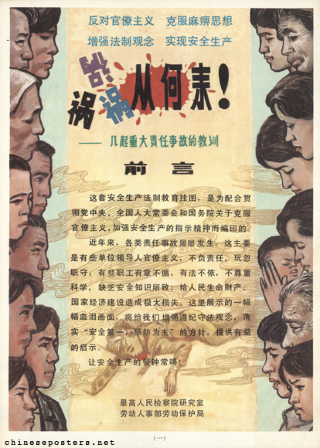 反对官僚主义 克服麻痹思想
增强法制观念 实现安全生产
祸祸从何来!
——几起重大责任事故的教训
前言
这套安全生产法制教育挂图,是为配合贯
彻党中央、全国人大常委会和国务院关于克服
官僚主义,加强安全生产的指示精神而编印的。
近年来,各类责任事故屡屡发生,这主要
是有些单位领导人官僚主义,不负责任,玩忽
职守;有些职工有章不循,有法不依,不尊重
科学,缺乏安全知识所致;给人民生命财产、
国家经济建设造成极大损失。这里展示的一幅
幅血泪画面,将给我们增强遵纪守法观念,落
实“安全第一,预防为主”的方针,提供有益
的启示。
让安全生产的警钟常鸣!
最高人民检察院研究室
劳动人事部劳动保护局
(一)
chineseposters.net
chineseposters.net